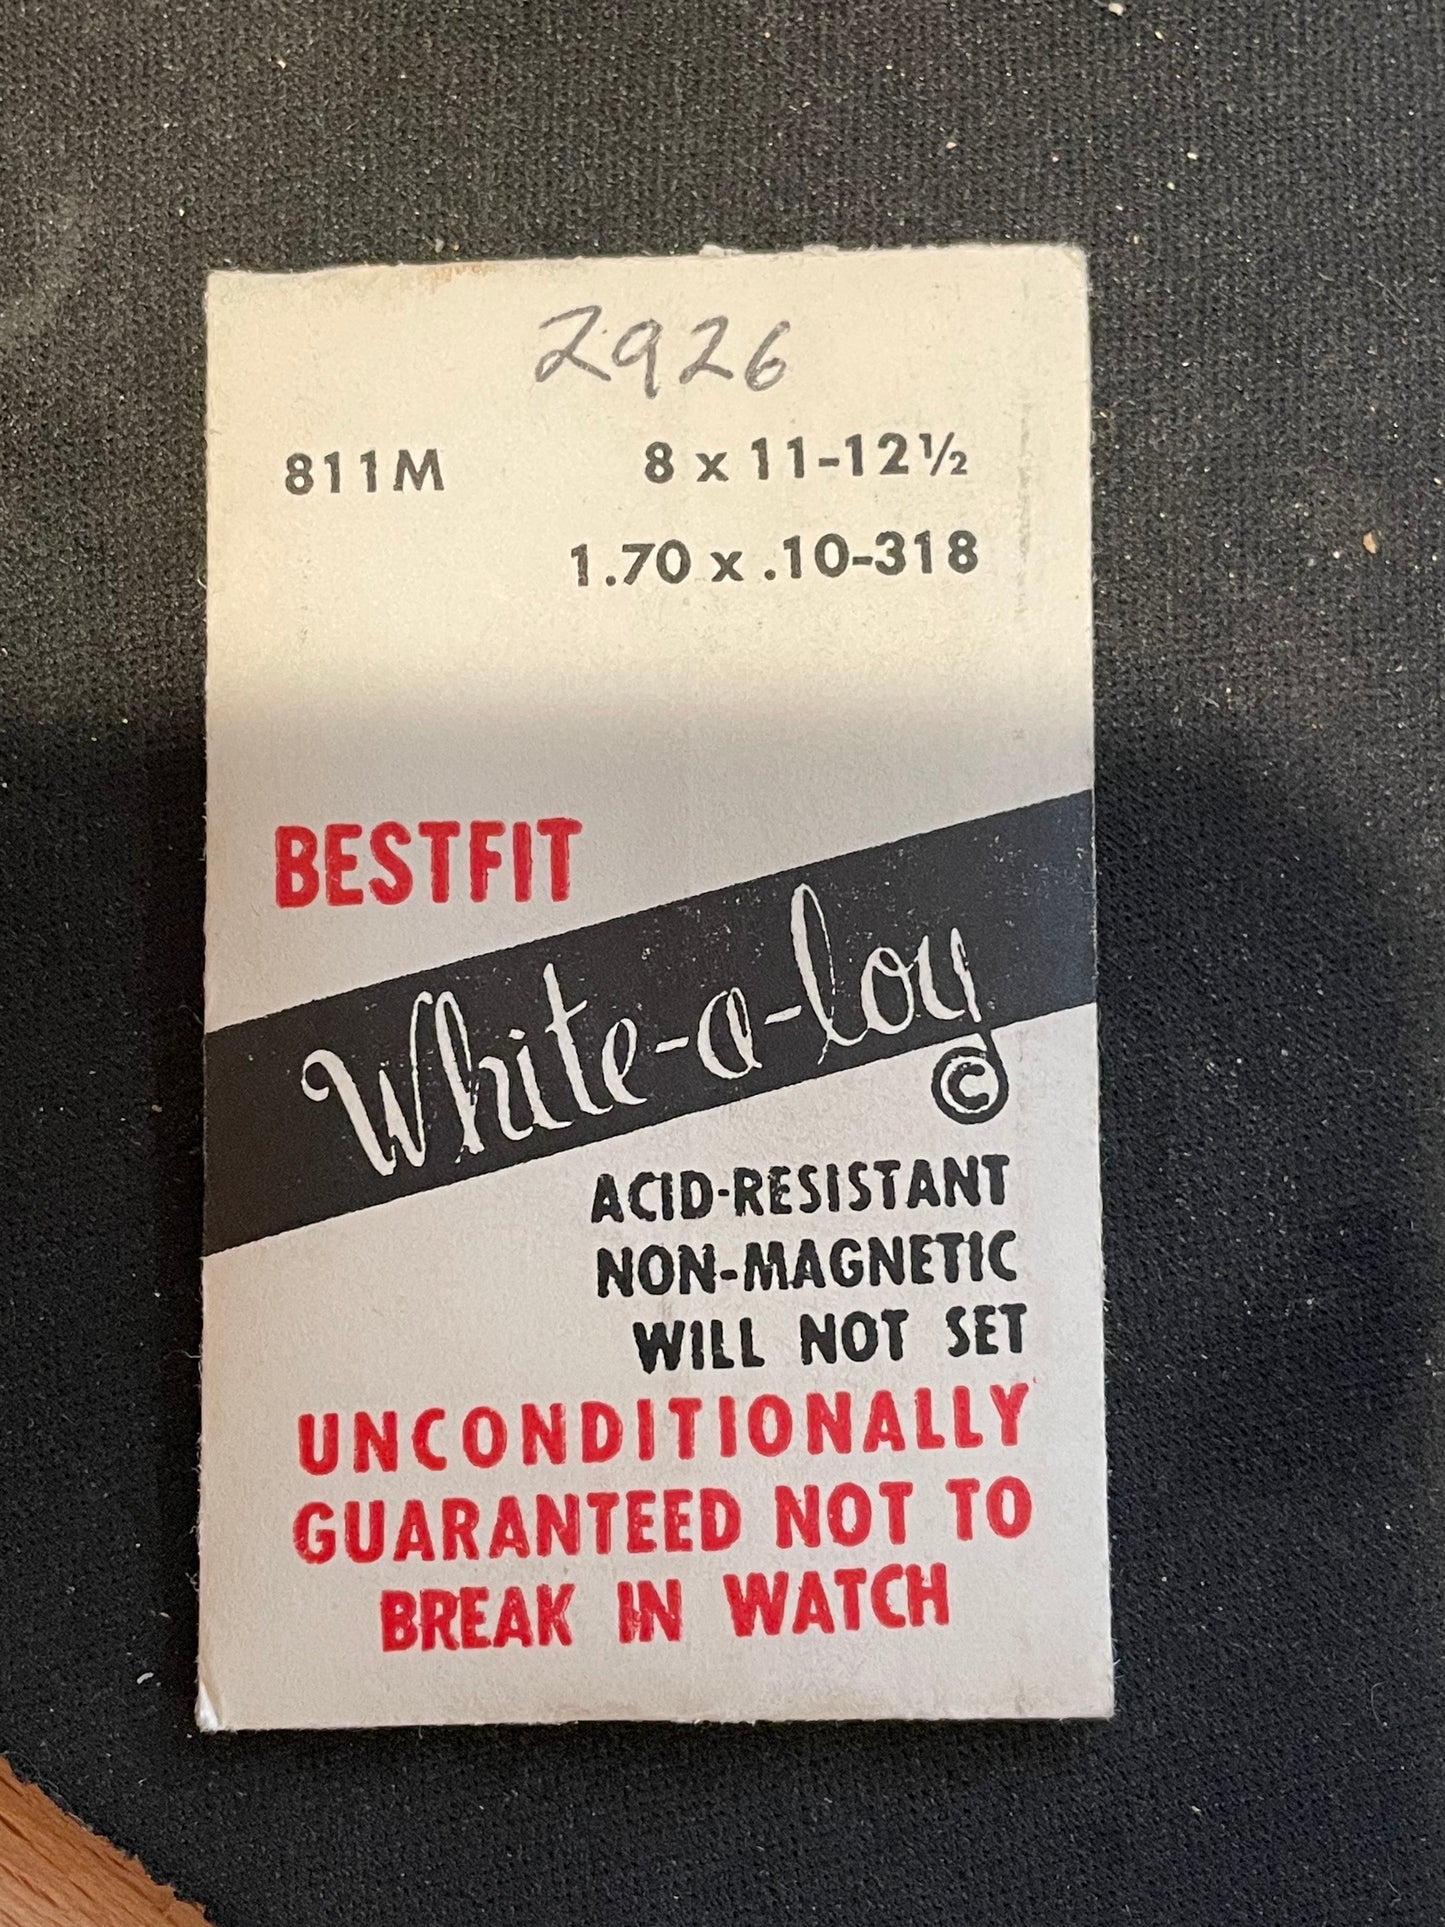 2926
811M 8 x 11-12½
1.70 x .10-318
BESTFIT
White-a-loy
©
ACID-RESISTANT
NON-MAGNETIC
WILL NOT SET
UNCONDITIONALLY
GUARANTEED NOT TO
BREAK IN WATCH